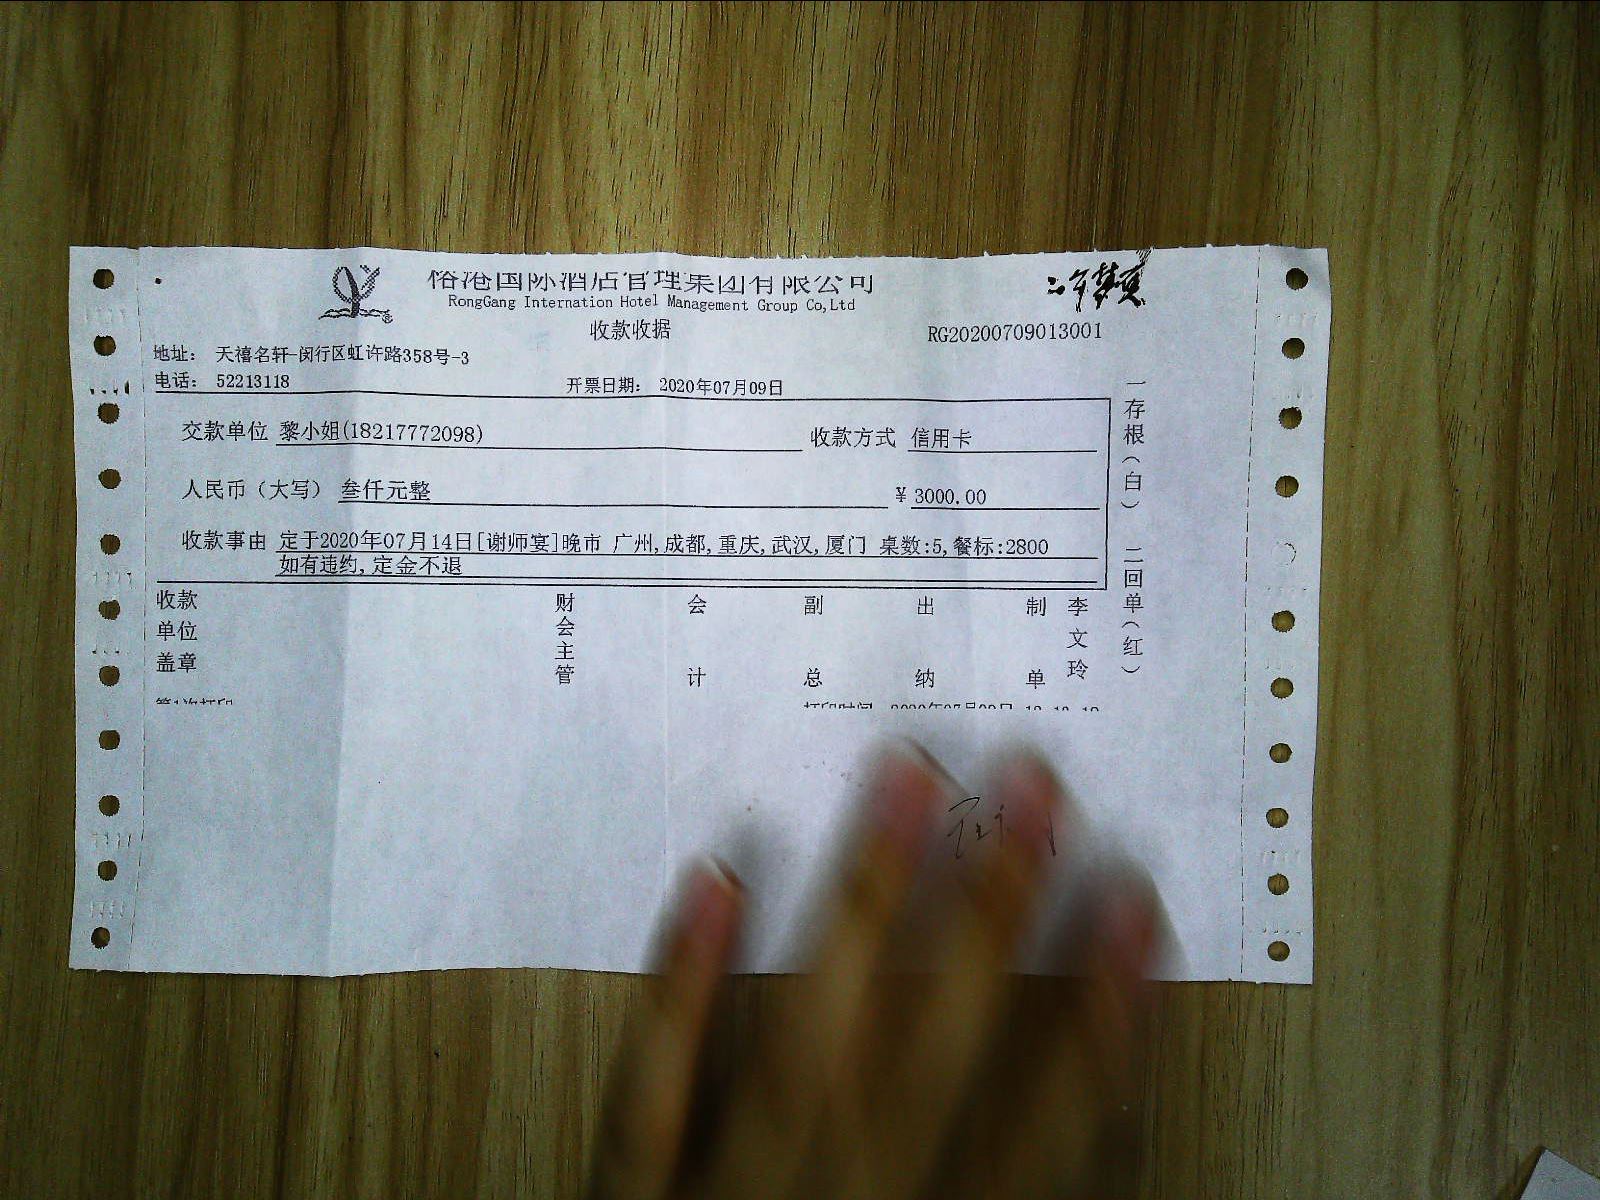 国际酒店管理集团有限公司
RongGang Internation Hotel Management Group Co,Ltd
收款收据
RG20200709013001
地址： 天禧名轩-闵行区虹许路358号-3
电话： 52213118
开票日期： 2020年07月09日
交款单位 黎小姐(18217772098)
收款方式 信用卡
人民币（大写） 叁仟元整
¥ 3000.00
收款事由 定于2020年07月14日[谢师宴]晚市 广州,成都,重庆,武汉,厦门 桌数:5,餐标:2800
如有违约,定金不退
收款单位盖章
财会主管
会计
副总
出纳
制单
李文玲
一存根（白） 二回单（红）